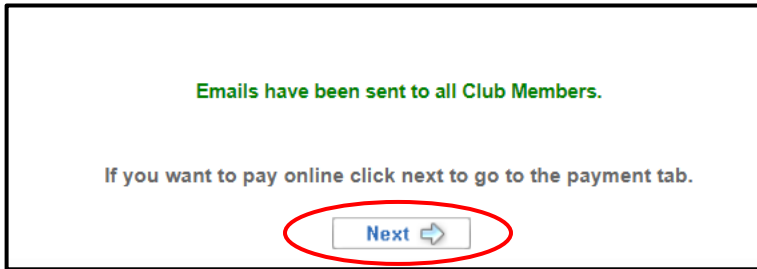 Emails have been sent to all Club Members.
If you want to pay online click next to go to the payment tab.
Next